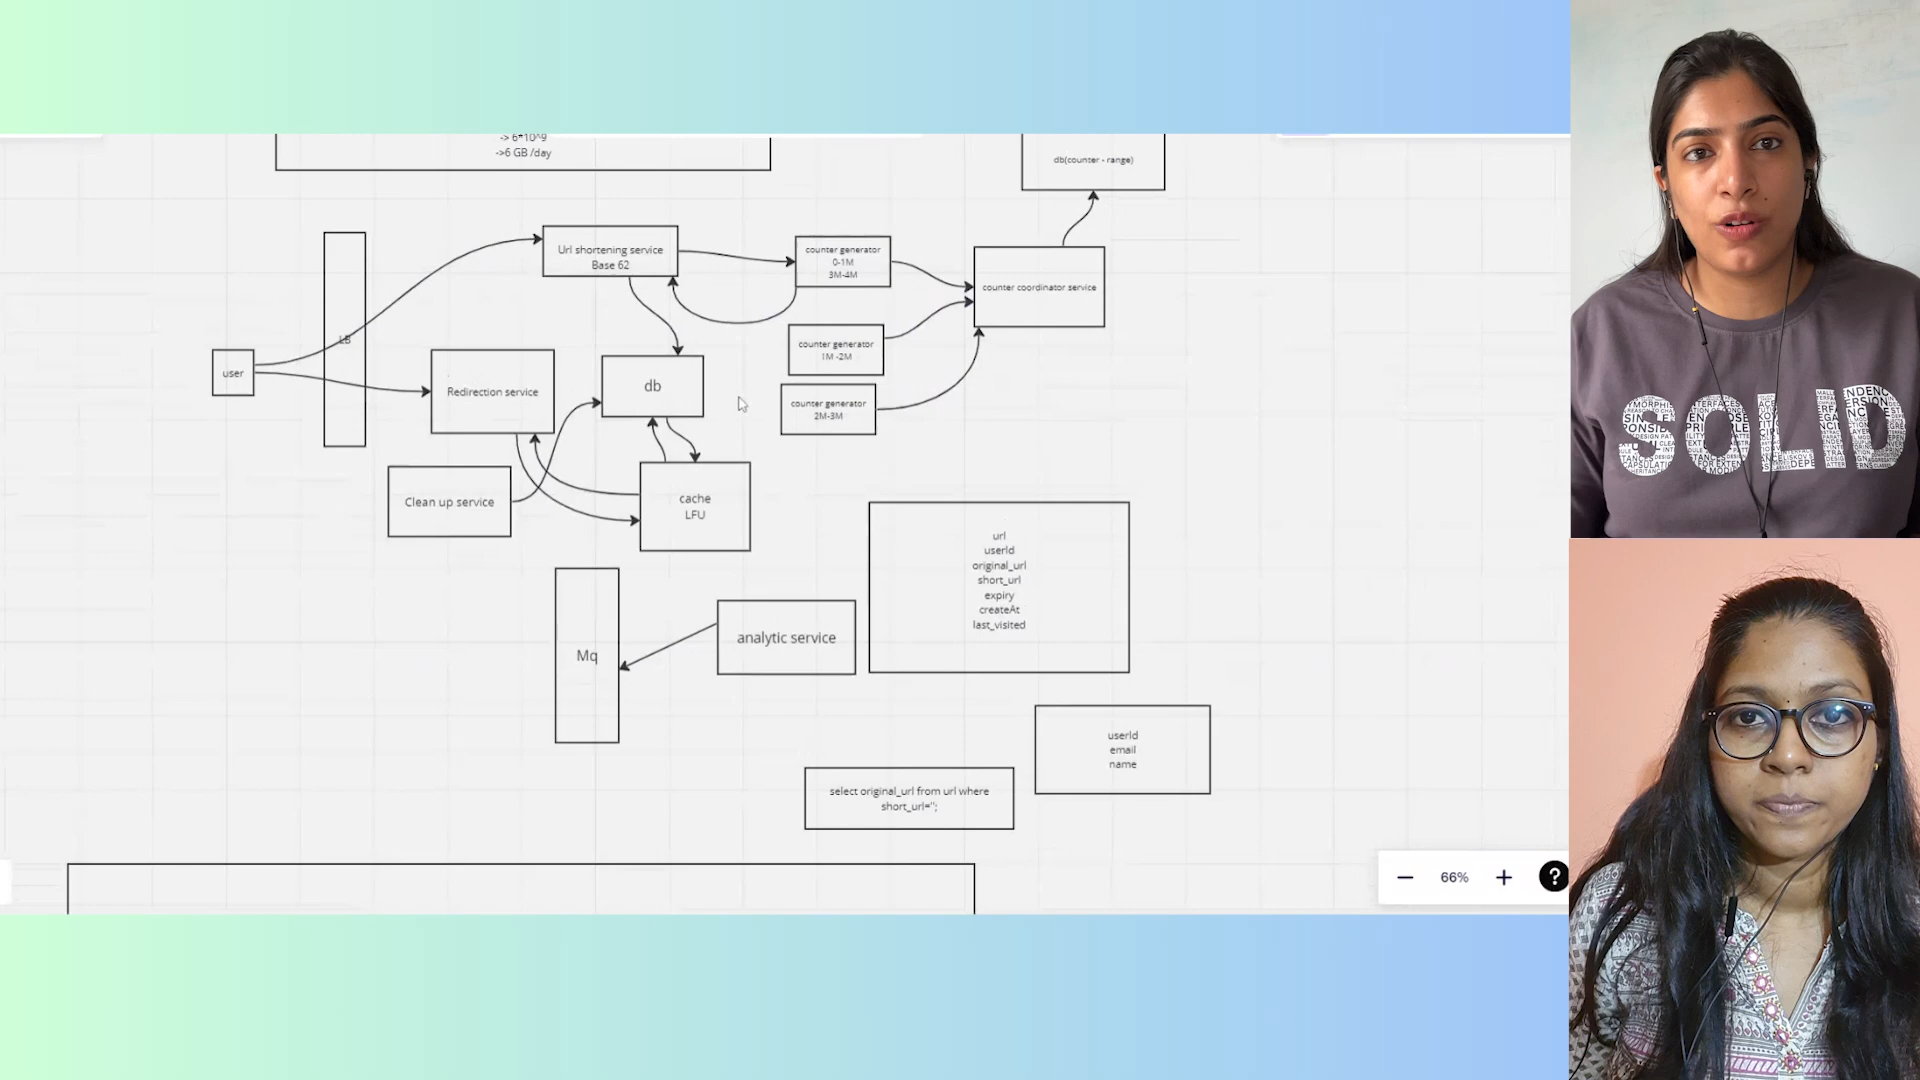 -> 6*10^9
->6 GB /day
db(counter - range)
Url shortening service
Base 62
counter generator
0-1M
3M-4M
counter coordinator service
LB
counter generator
1M -2M
user
Redirection service
db
counter generator
2M-3M
Clean up service
cache
LFU
url
userId
original_url
short_url
expiry
createAt
last_visited
Mq
analytic service
userId
email
name
select original_url from url where
short_url='';
66%
?
SOLID